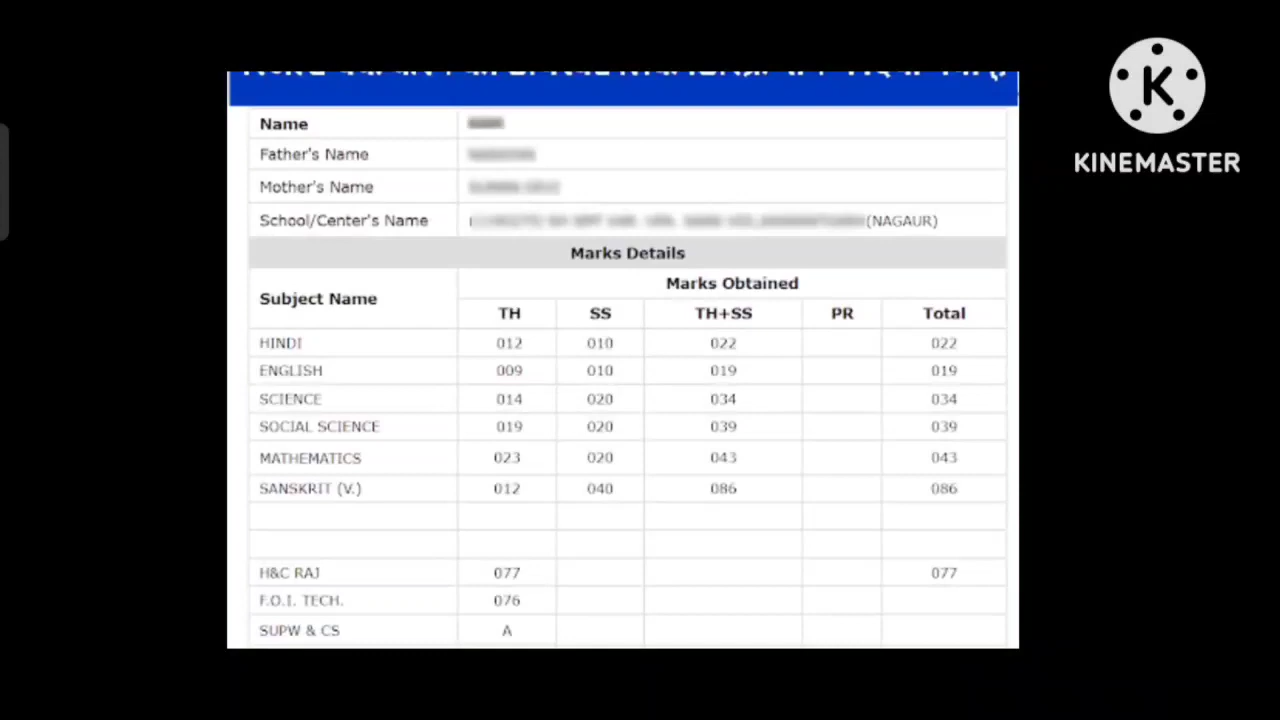 KINEMASTER
Name
Father's Name
Mother's Name
School/Center's Name (NAGAUR)
Marks Details
Subject Name Marks Obtained
TH SS TH+SS PR Total
HINDI 012 010 022 022
ENGLISH 009 010 019 019
SCIENCE 014 020 034 034
SOCIAL SCIENCE 019 020 039 039
MATHEMATICS 023 020 043 043
SANSKRIT (V.) 012 040 086 086
H&C RAJ 077 077
F.O.I. TECH. 076
SUPW & CS A